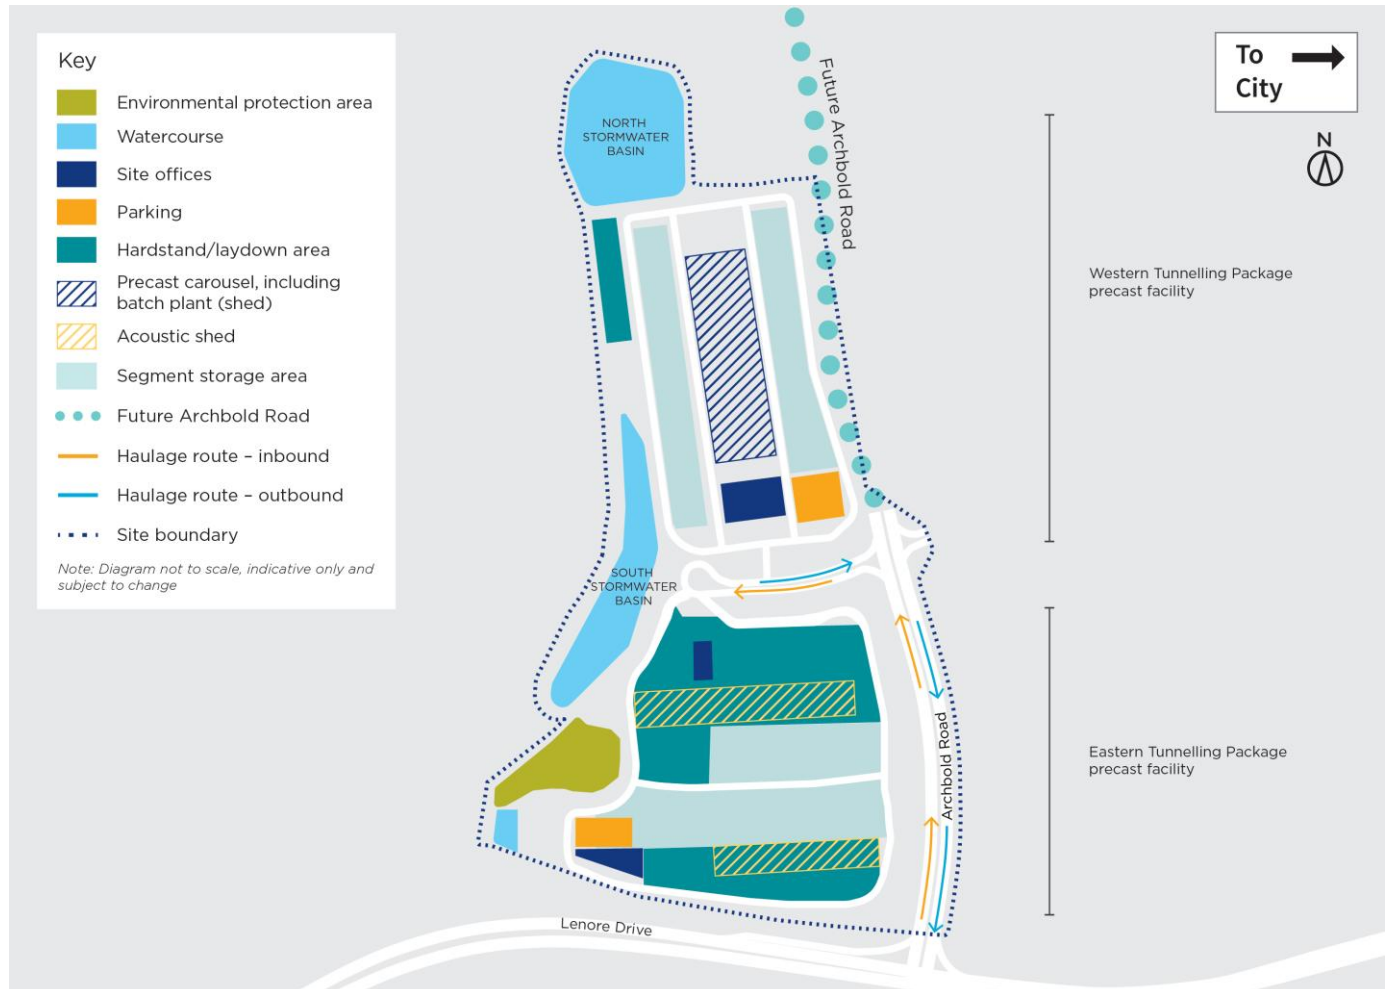 Key
Environmental protection area
Watercourse
Site offices
Parking
Hardstand/laydown area
Precast carousel, including
batch plant (shed)
Acoustic shed
Segment storage area
Future Archbold Road
Haulage route – inbound
Haulage route – outbound
Site boundary
Note: Diagram not to scale, indicative only and
subject to change
NORTH
STORMWATER
BASIN
Future Archbold Road
To
City
N
Western Tunnelling Package
precast facility
SOUTH
STORMWATER
BASIN
Archbold Road
Eastern Tunnelling Package
precast facility
Lenore Drive